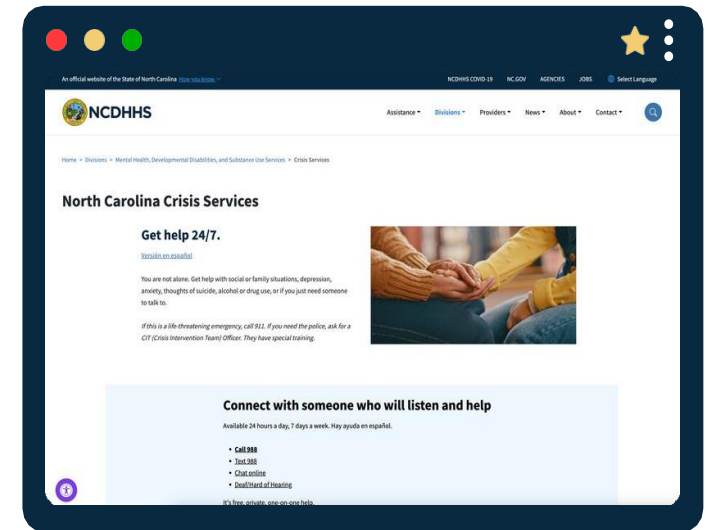 An official website of the State of North Carolina How you know
NCDHHS COVID-19 NC.GOV AGENCIES JOBS Select Language
NCDHHS
Assistance Divisions Providers News About Contact
Home > Divisions > Mental Health, Developmental Disabilities, and Substance Use Services > Crisis Services
North Carolina Crisis Services
Get help 24/7.
Versión en español
You are not alone. Get help with social or family situations, depression,
anxiety, thoughts of suicide, alcohol or drug use, or if you just need someone
to talk to.
If this is a life-threatening emergency, call 911. If you need the police, ask for a
CIT (Crisis Intervention Team) Officer. They have special training.
Connect with someone who will listen and help
Available 24 hours a day, 7 days a week. Hay ayuda en español.
• Call 988
• Text 988
• Chat online
• Deaf/Hard of Hearing
It's free, private, one-on-one help.